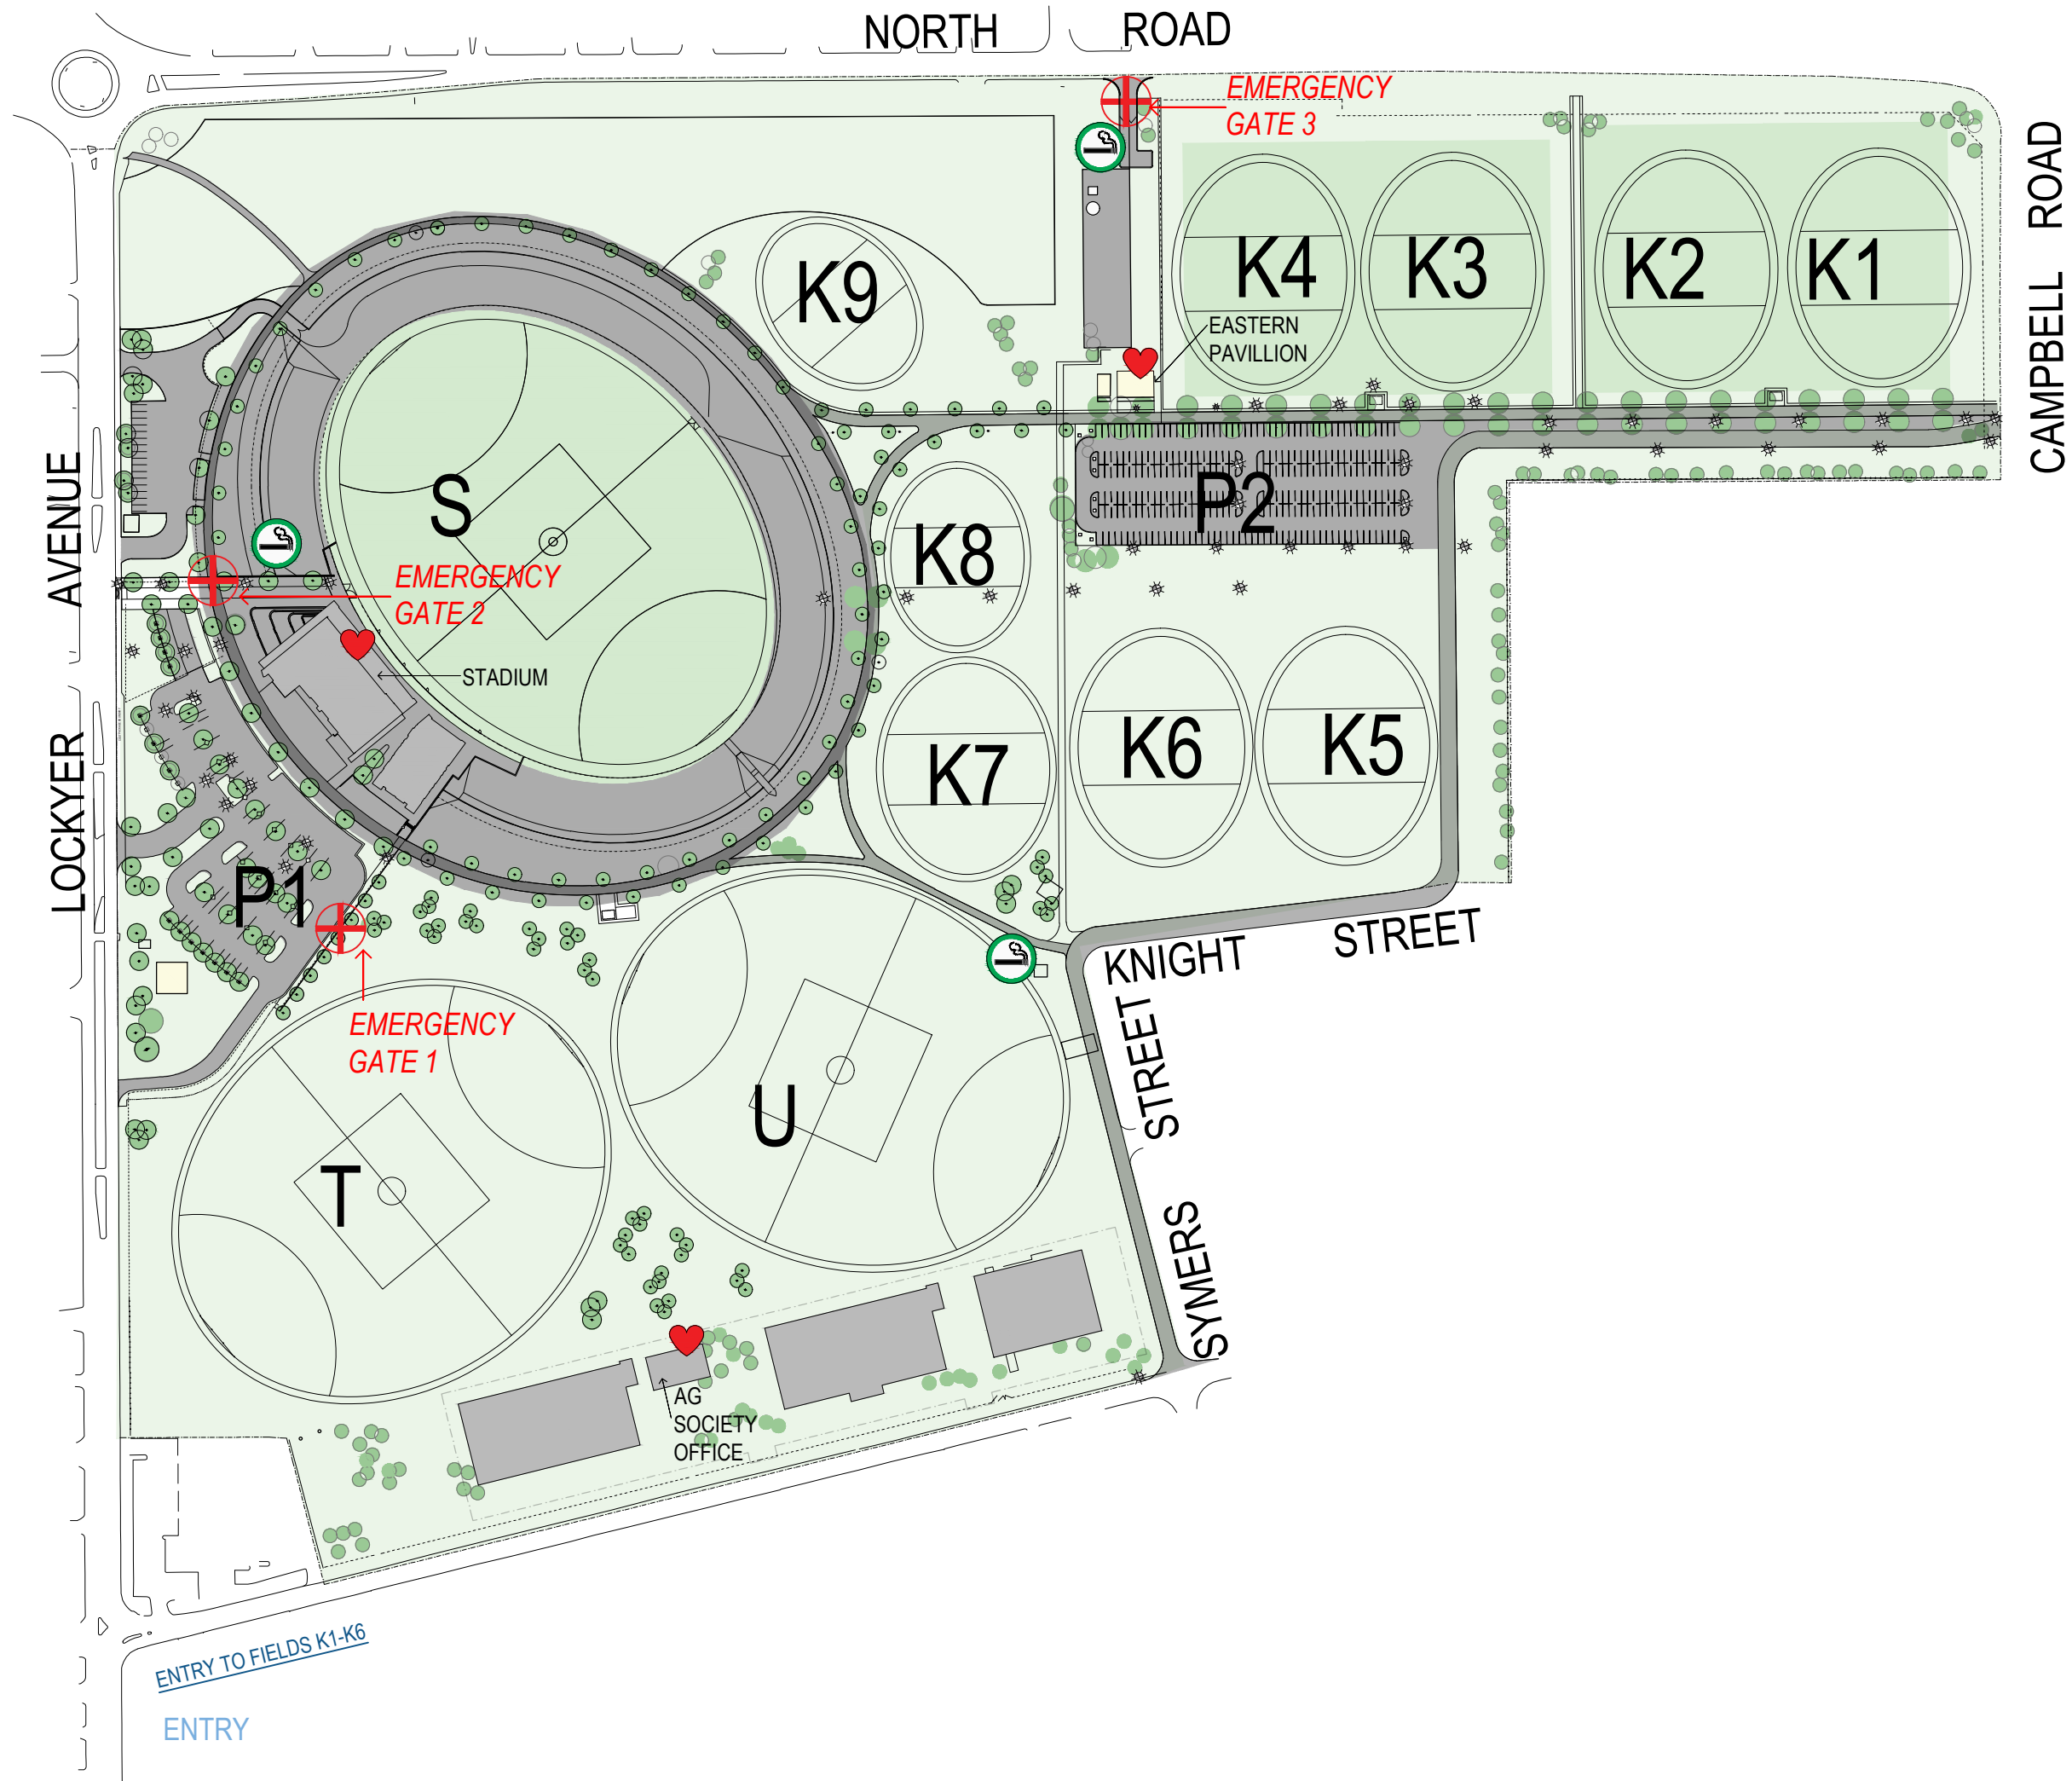 NORTH ROAD
EMERGENCY
GATE 3
CAMPBELL ROAD
K9
K4
K3
K2
K1
EASTERN
PAVILLION
S
P2
K8
AVENUE
EMERGENCY
GATE 2
STADIUM
K7
K6
K5
LOCKYER
P1
KNIGHT STREET
EMERGENCY
GATE 1
STREET
SYMERS
T
U
AG
SOCIETY
OFFICE
ENTRY TO FIELDS K1-K6
ENTRY